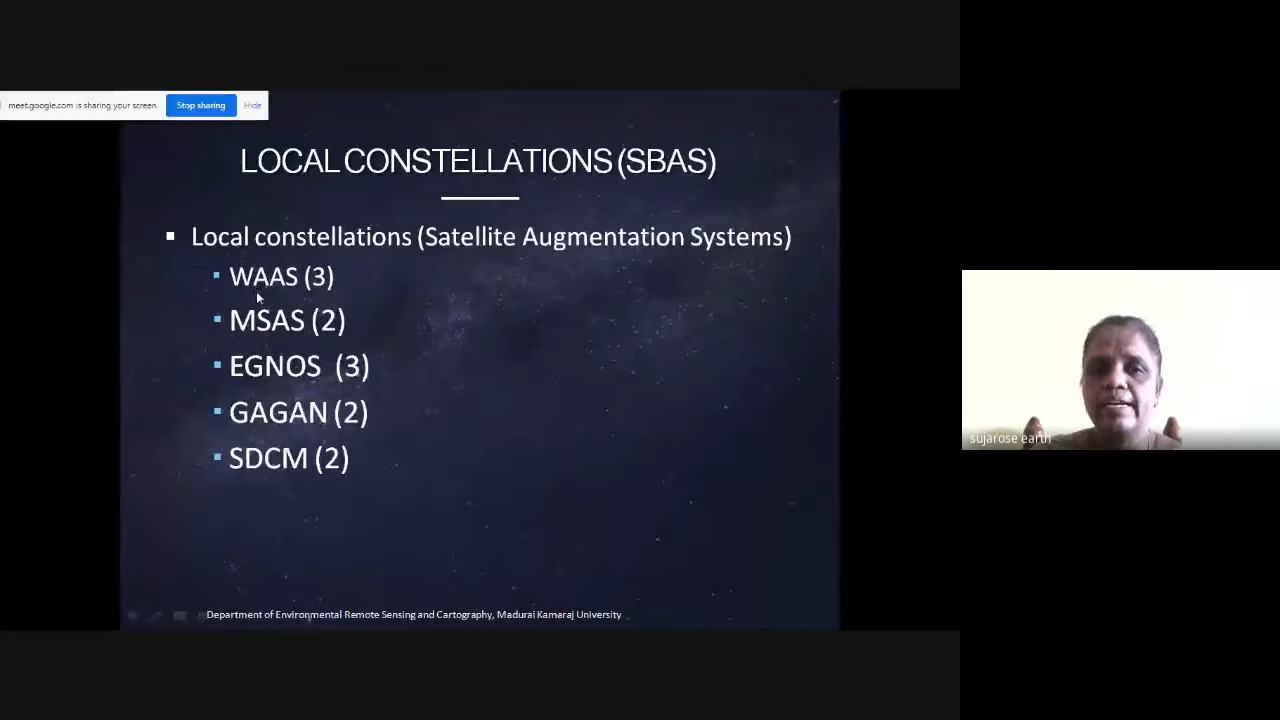 meet.google.com is sharing your screen.
Stop sharing
Hide
LOCAL CONSTELLATIONS (SBAS)
Local constellations (Satellite Augmentation Systems)
WAAS (3)
MSAS (2)
EGNOS (3)
GAGAN (2)
SDCM (2)
sujarose earth
Department of Environmental Remote Sensing and Cartography, Madurai Kamaraj University